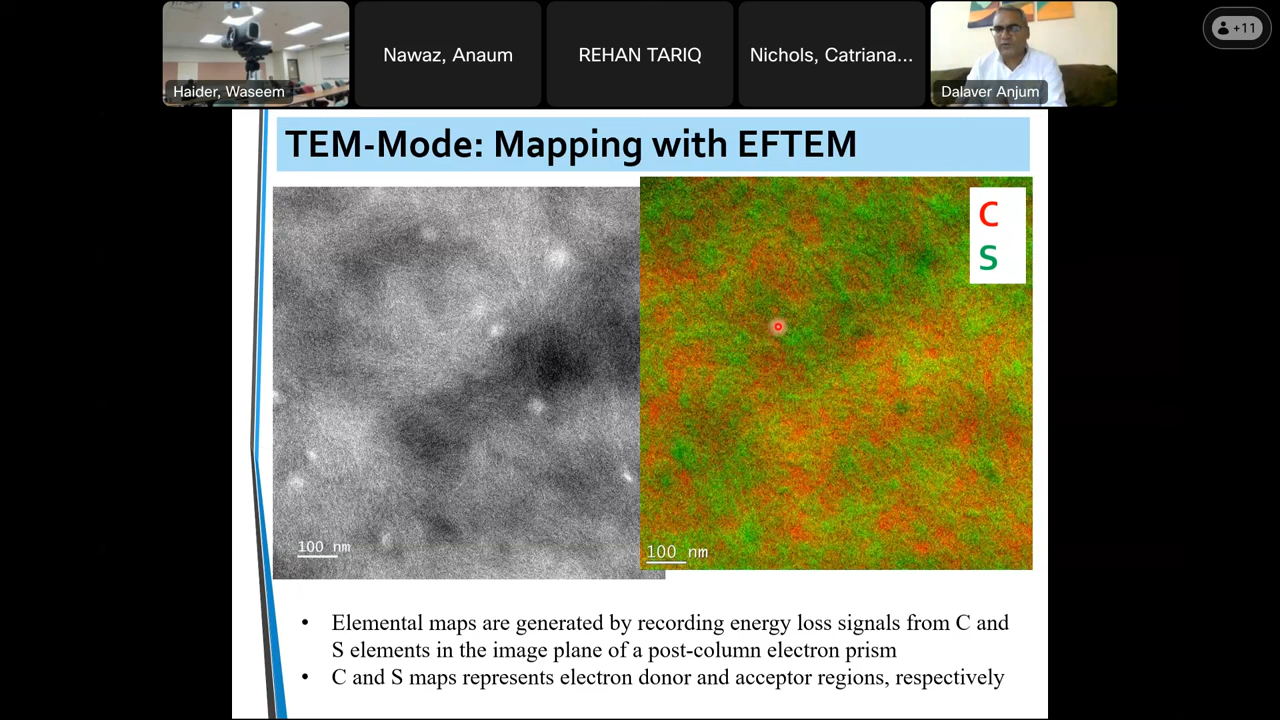 +11
Haider, Waseem
Nawaz, Anaum
REHAN TARIQ
Nichols, Catriana...
Dalaver Anjum
TEM-Mode: Mapping with EFTEM
C
S
100 nm
100 nm
• Elemental maps are generated by recording energy loss signals from C and
S elements in the image plane of a post-column electron prism
• C and S maps represents electron donor and acceptor regions, respectively